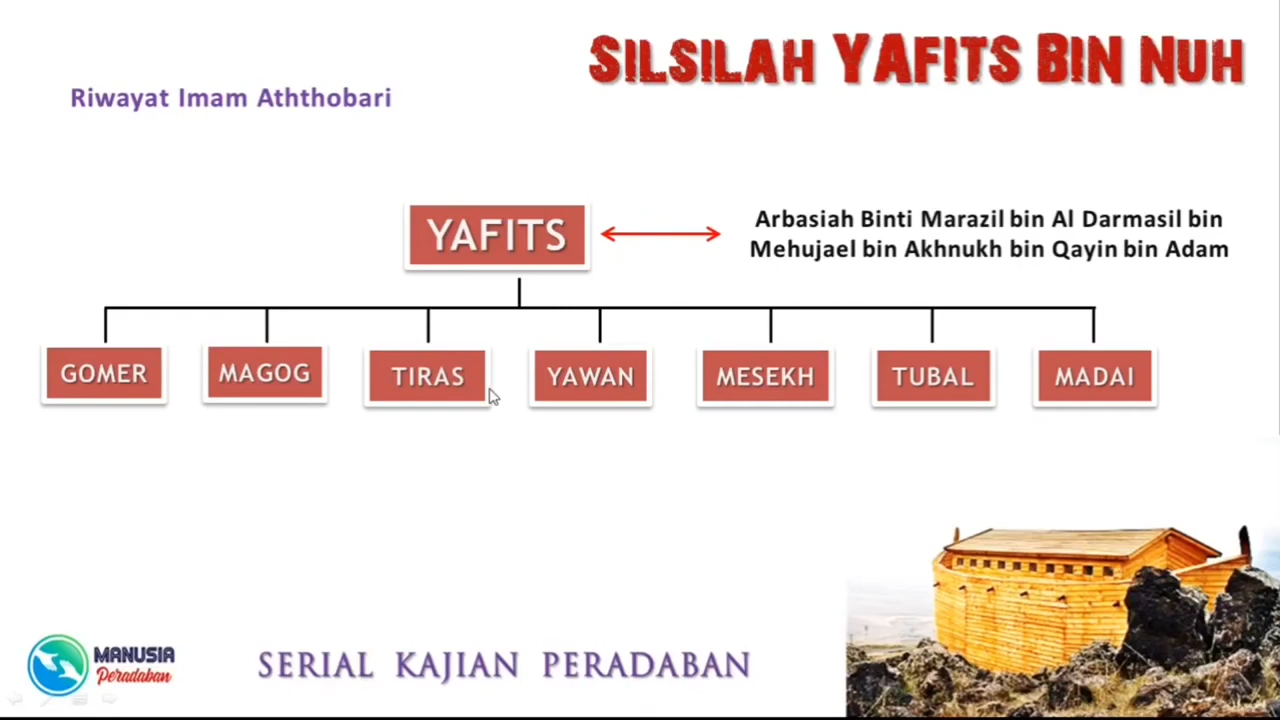 SILSILAH YAFITS BIN NUH
Riwayat Imam Aththobari
YAFITS
Arbasiah Binti Marazil bin Al Darmasil bin
Mehujael bin Akhnukh bin Qayin bin Adam
GOMER
MAGOG
TIRAS
YAWAN
MESEKH
TUBAL
MADAI
MANUSIA
Peradaban
SERIAL KAJIAN PERADABAN